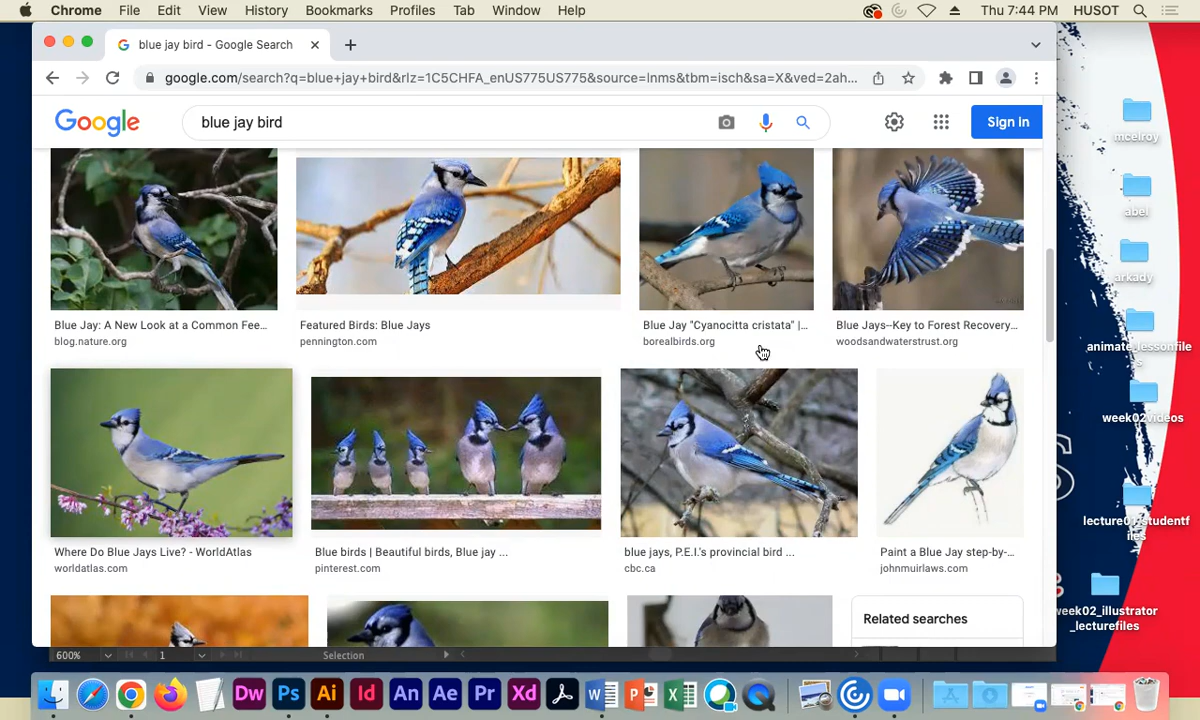 Chrome File Edit View History Bookmarks Profiles Tab Window Help Thu 7:44 PM HUSOT
blue jay bird - Google Search
google.com/search?q=blue+jay+bird&rlz=1C5CHFA_enUS775US775&source=lnms&tbm=isch&sa=X&ved=2ah...
Google blue jay bird Sign in
Blue Jay: A New Look at a Common Fee...
blog.nature.org
Featured Birds: Blue Jays
pennington.com
Blue Jay "Cyanocitta cristata" |...
borealbirds.org
Blue Jays--Key to Forest Recovery...
woodsandwaterstrust.org
Where Do Blue Jays Live? - WorldAtlas
worldatlas.com
Blue birds | Beautiful birds, Blue jay ...
pinterest.com
blue jays, P.E.I.'s provincial bird ...
cbc.ca
Paint a Blue Jay step-by-...
johnmuirlaws.com
Related searches
600% 1 Selection
mcelroy
abel
arkady
animate.lessonfile
s
week02videos
lecture07studentf
iles
week02_illustrator
_lecturefiles
Dw Ps Ai Id An Ae Pr Xd W P X